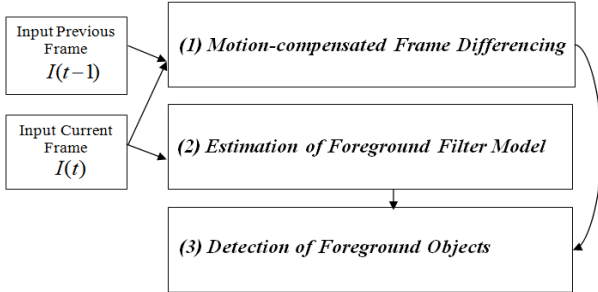 Input Previous
Frame
I(t−1)
(1) Motion-compensated Frame Differencing
Input Current
Frame
I(t)
(2) Estimation of Foreground Filter Model
(3) Detection of Foreground Objects